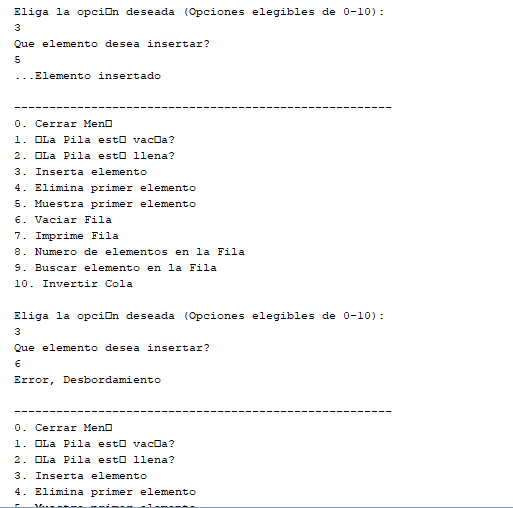 Eliga la opci□n deseada (Opciones elegibles de 0-10):
3
Que elemento desea insertar?
5
...Elemento insertado
------------------------------------------------------
0. Cerrar Men□
1. □La Pila est□ vac□a?
2. □La Pila est□ llena?
3. Inserta elemento
4. Elimina primer elemento
5. Muestra primer elemento
6. Vaciar Fila
7. Imprime Fila
8. Numero de elementos en la Fila
9. Buscar elemento en la Fila
10. Invertir Cola
Eliga la opci□n deseada (Opciones elegibles de 0-10):
3
Que elemento desea insertar?
6
Error, Desbordamiento
------------------------------------------------------
0. Cerrar Men□
1. □La Pila est□ vac□a?
2. □La Pila est□ llena?
3. Inserta elemento
4. Elimina primer elemento
5. Muestra primer elemento